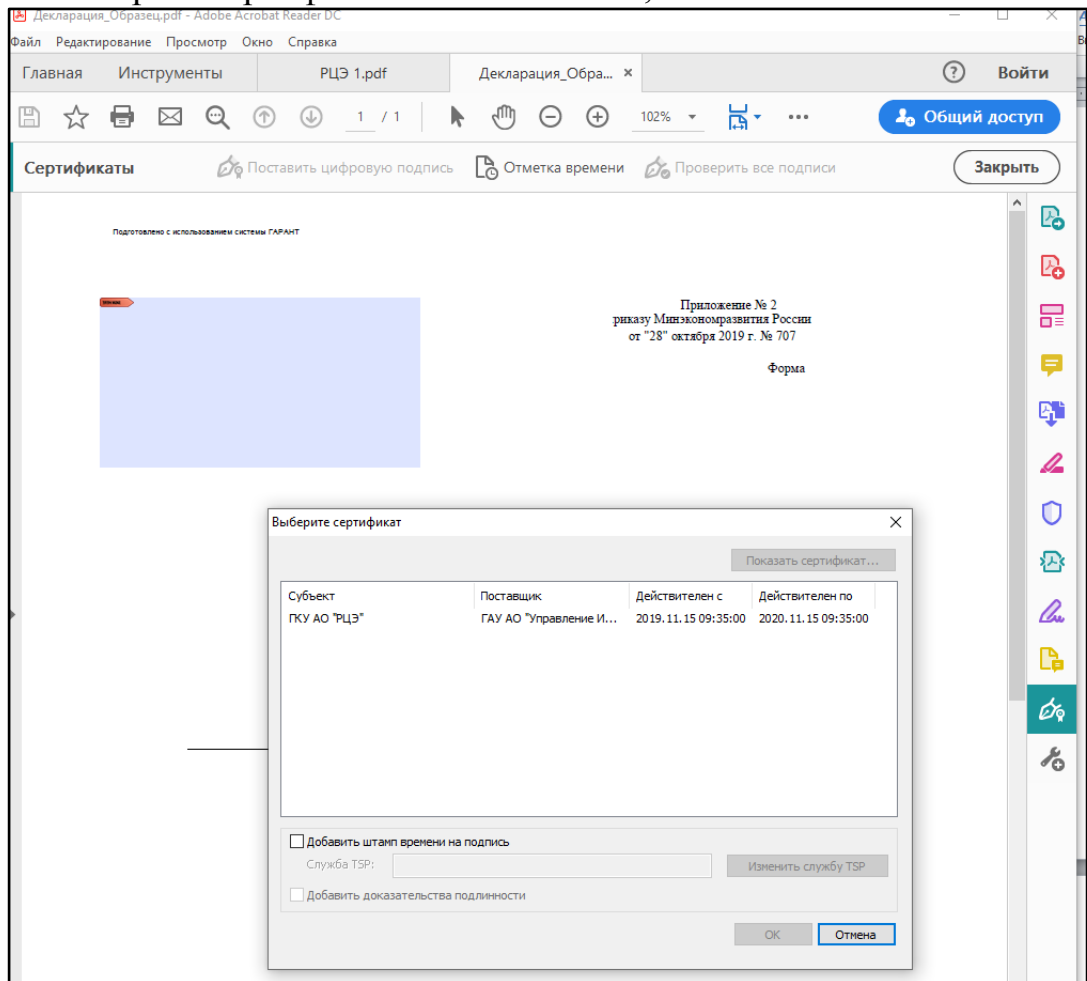 Декларация_Образец.pdf - Adobe Acrobat Reader DC
Файл Редактирование Просмотр Окно Справка
Главная Инструменты РЦЭ 1.pdf Декларация_Обра... × ? Войти
1 / 1 102% Общий доступ
Сертификаты Поставить цифровую подпись Отметка времени Проверить все подписи Закрыть
Подготовлено с использованием системы ГАРАНТ
Приложение № 2
риказу Минэкономразвития России
от "28" октября 2019 г. № 707
Форма
Выберите сертификат
Показать сертификат...
Субъект Поставщик Действителен с Действителен по
ГКУ АО "РЦЭ" ГАУ АО "Управление И... 2019.11.15 09:35:00 2020.11.15 09:35:00
Добавить штамп времени на подпись
Служба TSP: Изменить службу TSP
Добавить доказательства подлинности
ОК Отмена